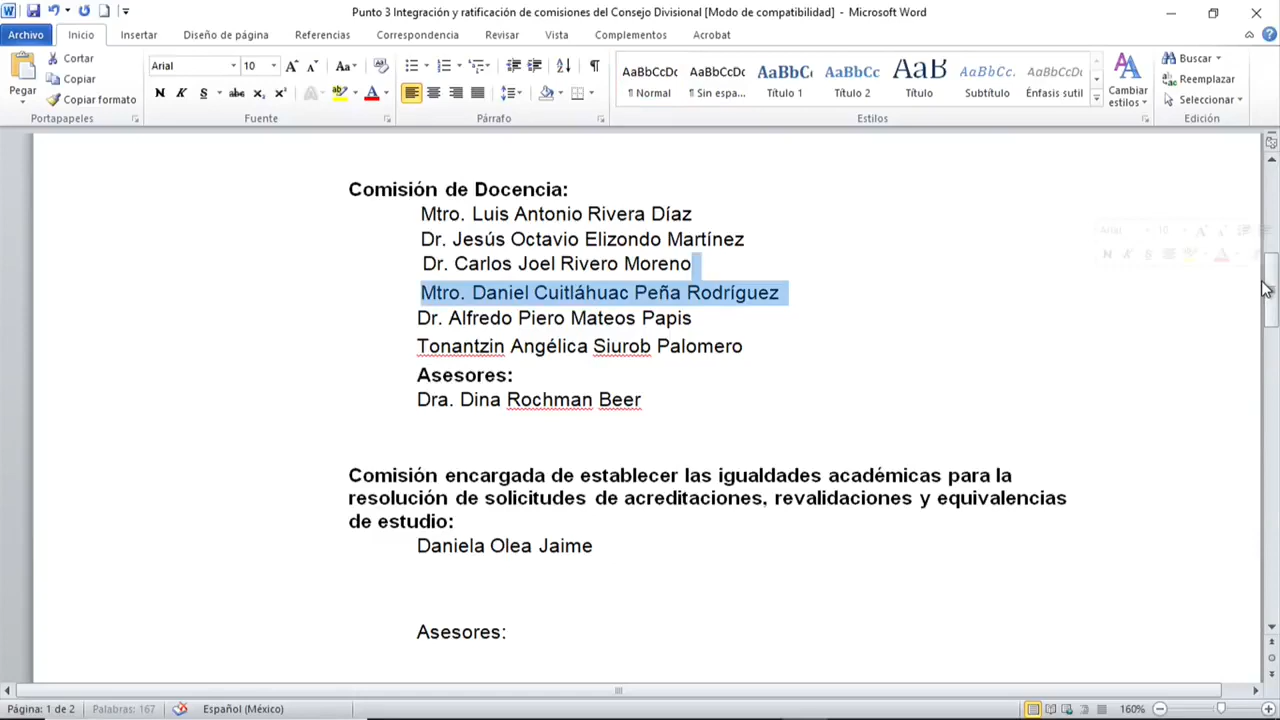 Punto 3 Integración y ratificación de comisiones del Consejo Divisional [Modo de compatibilidad] - Microsoft Word
Archivo Inicio Insertar Diseño de página Referencias Correspondencia Revisar Vista Complementos Acrobat
Pegar
Cortar
Copiar
Copiar formato
Portapapeles
Arial 10
N K S abc x₂ x²
Fuente
Párrafo
AaBbCcDc AaBbCcDc AaBbC AaBbCc AaB AaBbCc. AaBbCcDc
¶ Normal ¶ Sin espa... Título 1 Título 2 Título Subtítulo Énfasis sutil
Estilos
Cambiar estilos
Buscar
Reemplazar
Seleccionar
Edición
Comisión de Docencia:
Mtro. Luis Antonio Rivera Díaz
Dr. Jesús Octavio Elizondo Martínez
Dr. Carlos Joel Rivero Moreno
Mtro. Daniel Cuitláhuac Peña Rodríguez
Dr. Alfredo Piero Mateos Papis
Tonantzin Angélica Siurob Palomero
Asesores:
Dra. Dina Rochman Beer
Comisión encargada de establecer las igualdades académicas para la
resolución de solicitudes de acreditaciones, revalidaciones y equivalencias
de estudio:
Daniela Olea Jaime
Asesores:
Página: 1 de 2 Palabras: 167 Español (México) 160%